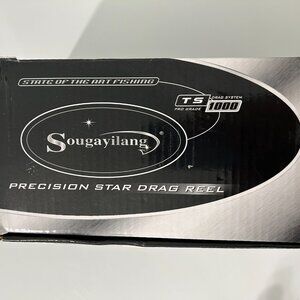 STATE OF THE ART FISHING
TS DRAG SYSTEM
PRO GRADE 1000
Sougayilang
PRECISION STAR DRAG REEL